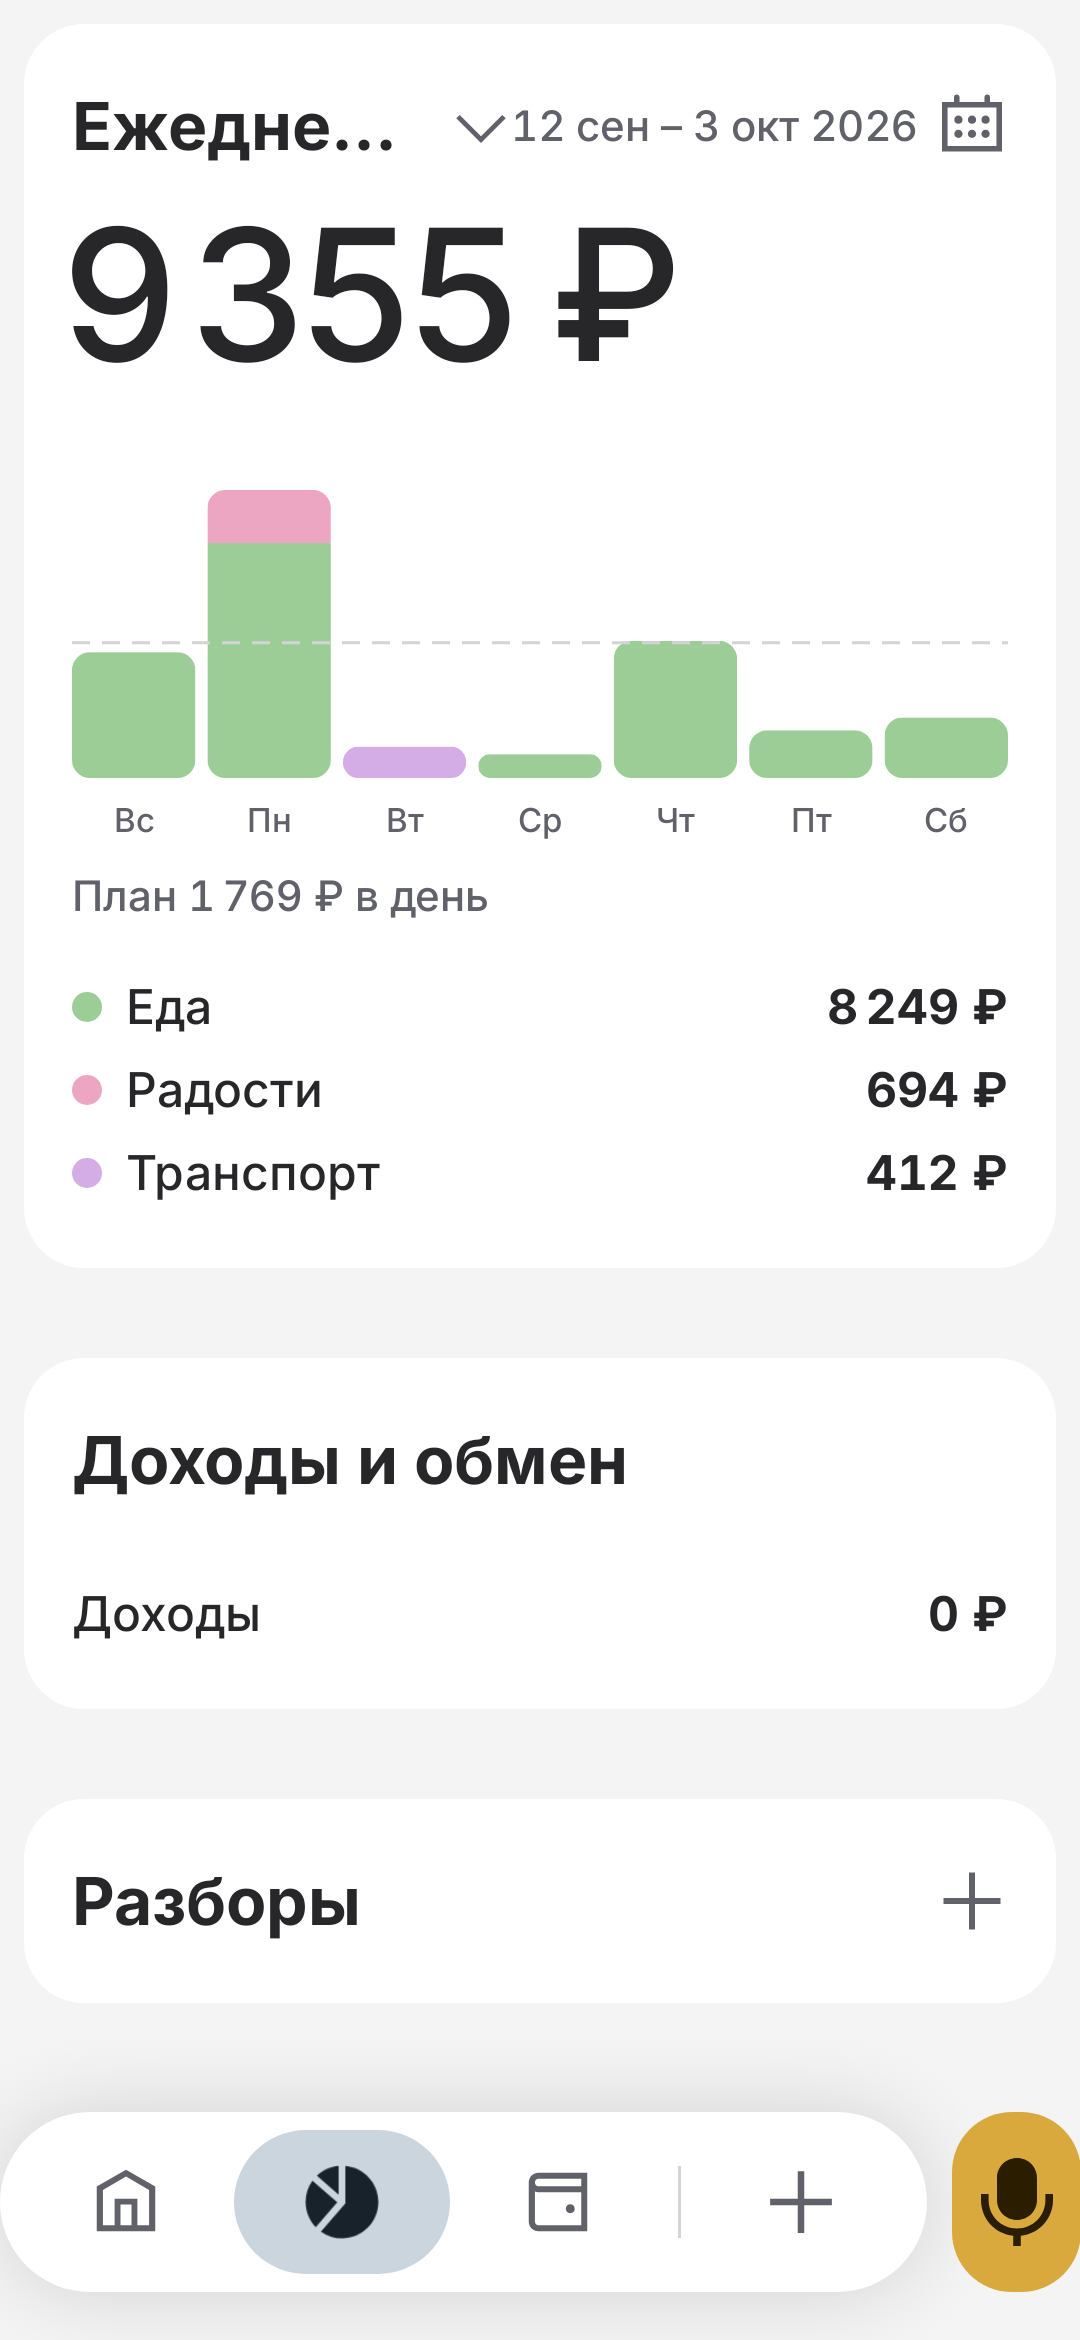 Ежедне...
12 сен – 3 окт 2026
9 355 ₽
Вс Пн Вт Ср Чт Пт Сб
План 1 769 ₽ в день
Еда 8 249 ₽
Радости 694 ₽
Транспорт 412 ₽
Доходы и обмен
Доходы 0 ₽
Разборы